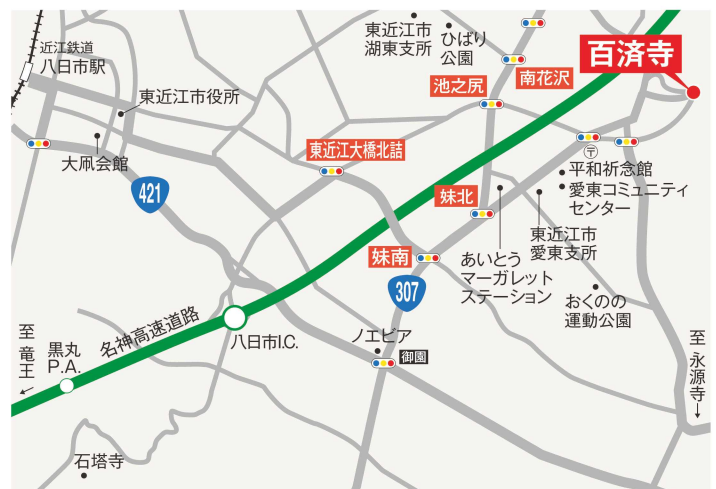 東近江市
湖東支所
ひばり
公園
百済寺
近江鉄道
八日市駅
南花沢
池之尻
東近江市役所
東近江大橋北詰
大凧会館
〒
平和祈念館
愛東コミュニティ
センター
421
妹北
東近江市
愛東支所
妹南
あいとう
マーガレット
ステーション
307
おくのの
運動公園
名神高速道路
八日市I.C.
ノエビア
御園
至
竜王
黒丸
P.A.
至
永源寺
石塔寺